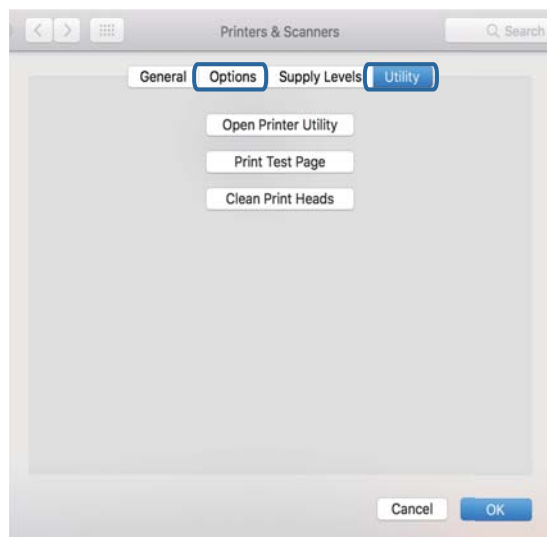 Printers & Scanners Search
General Options Supply Levels Utility
Open Printer Utility
Print Test Page
Clean Print Heads
Cancel OK